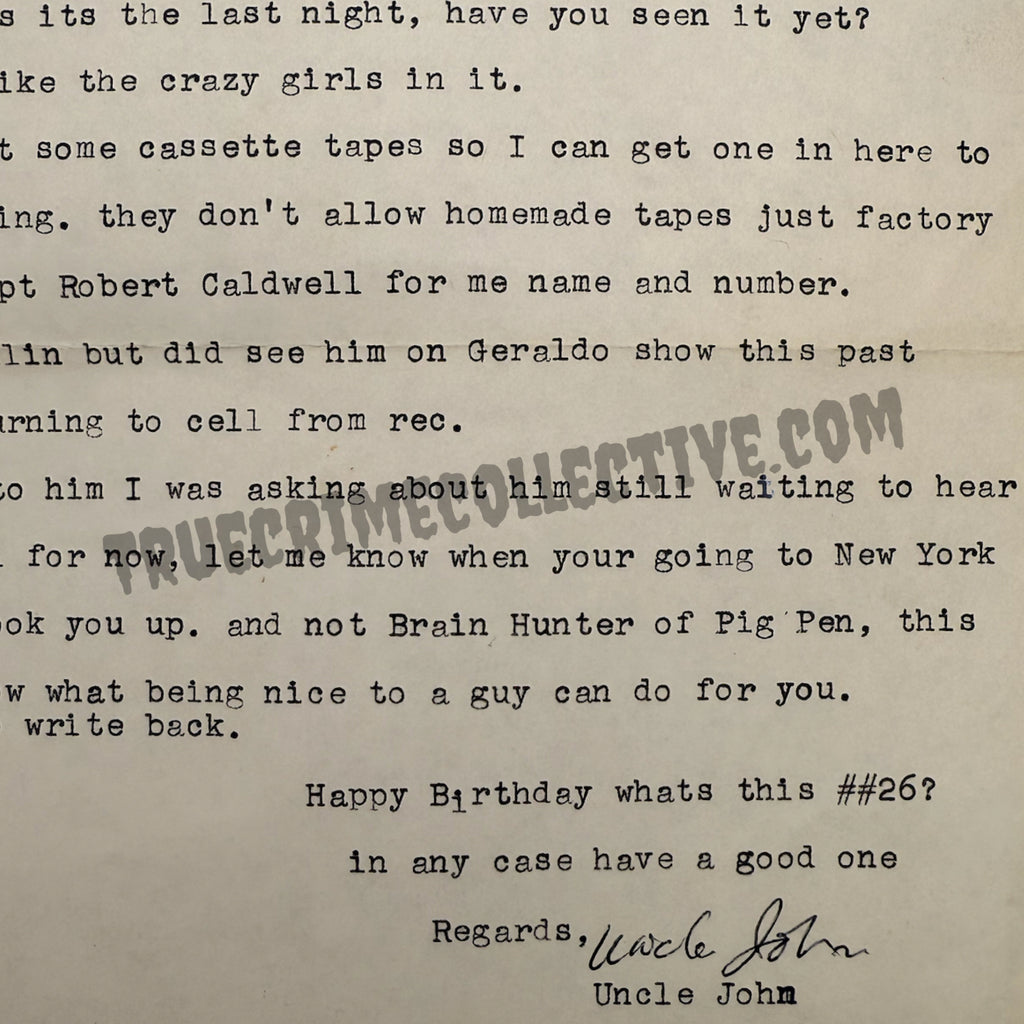 s its the last night, have you seen it yet?
ike the crazy girls in it.
t some cassette tapes so I can get one in here to
ing. they don't allow homemade tapes just factory
pt Robert Caldwell for me name and number.
lin but did see him on Geraldo show this past
urning to cell from rec.
to him I was asking about him still waiting to hear
for now, let me know when your going to New York
ok you up. and not Brain Hunter of Pig Pen, this
w what being nice to a guy can do for you.
write back.
Happy Birthday whats this ##26?
in any case have a good one
Regards, Uncle John
Uncle John
TRUECRIMECOLLECTIVE.COM